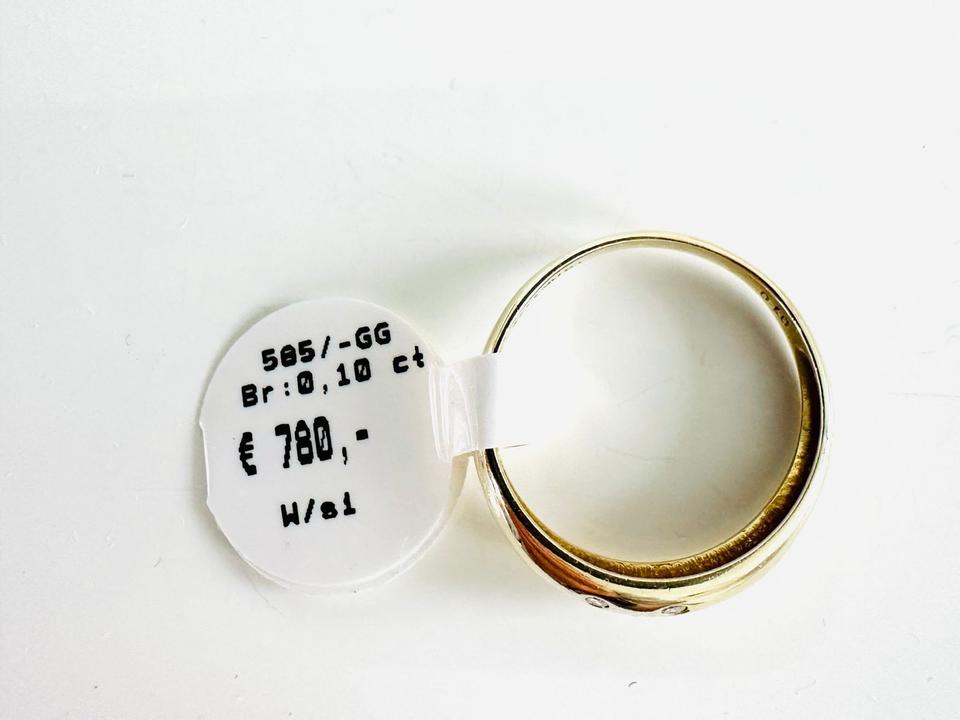 585/-GG
Br:0,10 ct
€ 780,-
W/si